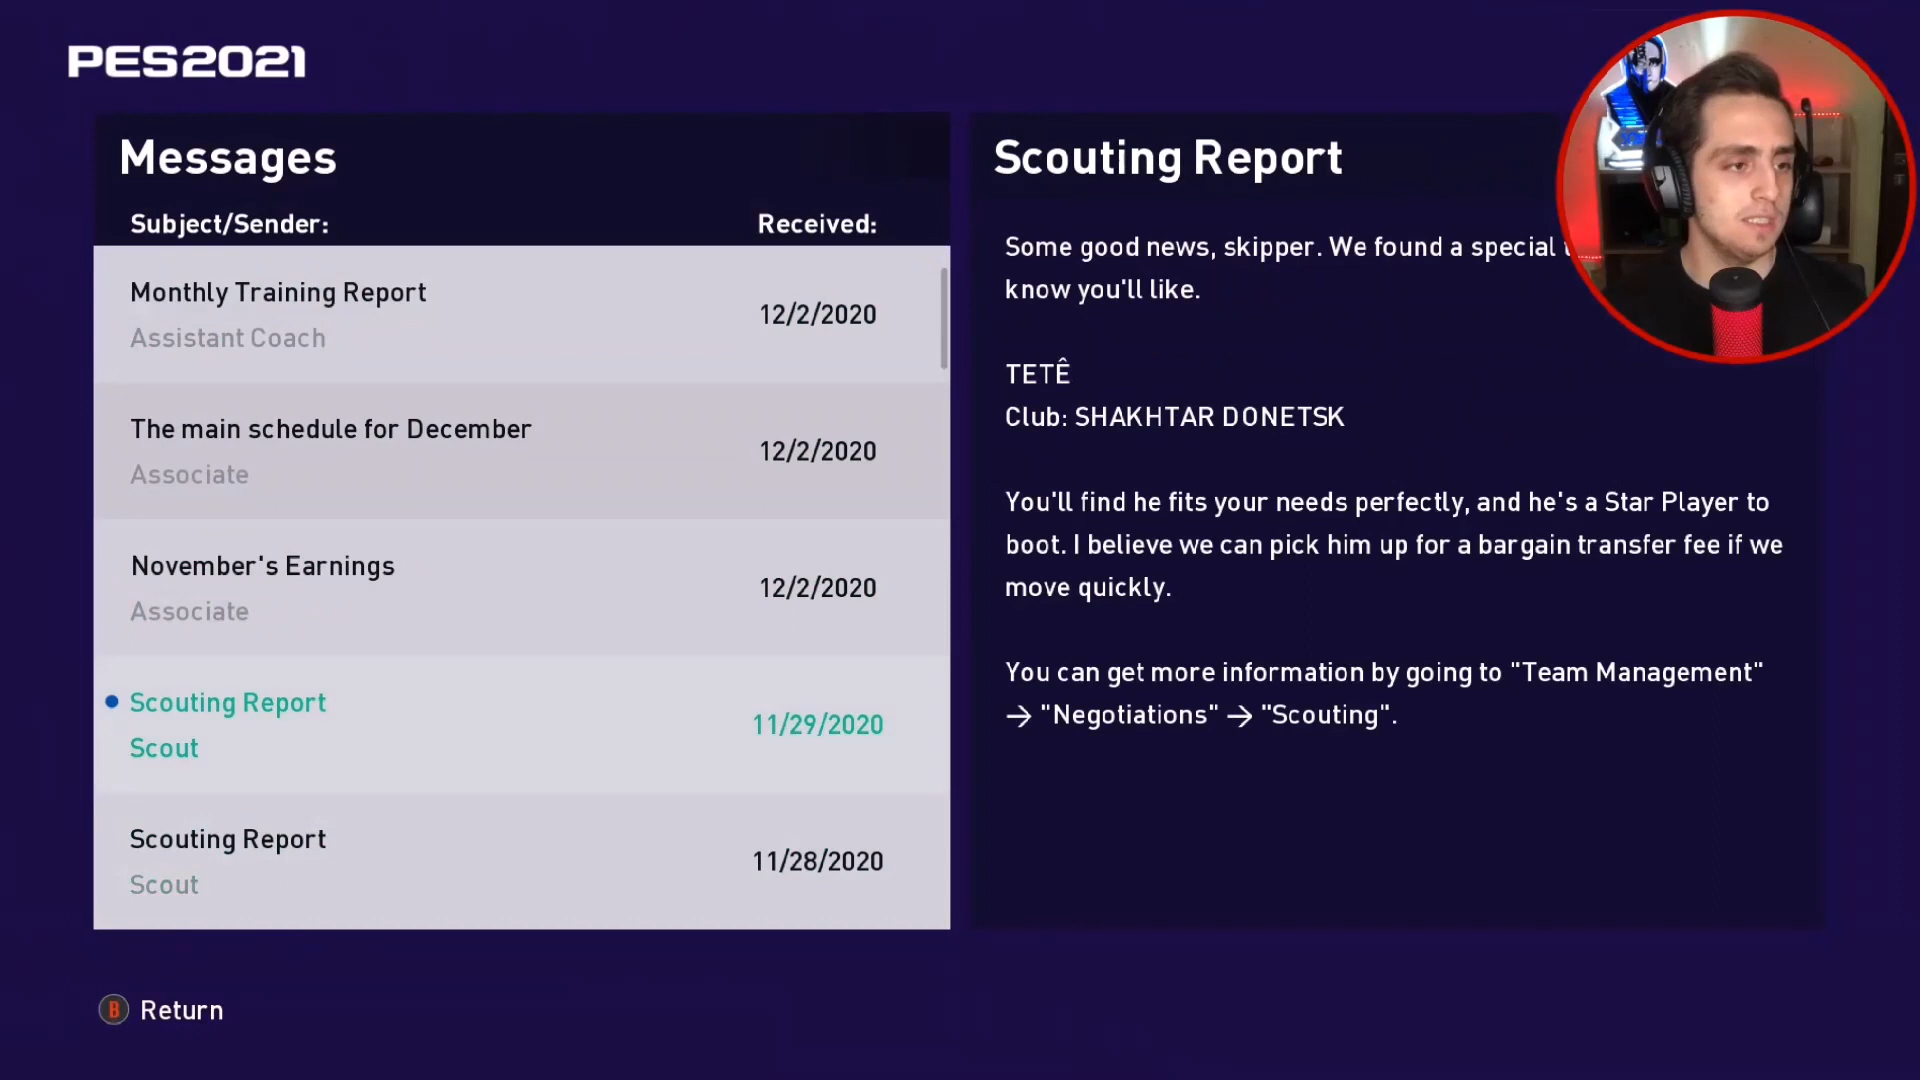 PES2021
Messages
Subject/Sender:
Received:
Monthly Training Report
12/2/2020
Assistant Coach
The main schedule for December
12/2/2020
Associate
November's Earnings
12/2/2020
Associate
Scouting Report
11/29/2020
Scout
Scouting Report
11/28/2020
Scout
Scouting Report
Some good news, skipper. We found a special
know you'll like.
TETÊ
Club: SHAKHTAR DONETSK
You'll find he fits your needs perfectly, and he's a Star Player to
boot. I believe we can pick him up for a bargain transfer fee if we
move quickly.
You can get more information by going to "Team Management"
→ "Negotiations" → "Scouting".
B Return